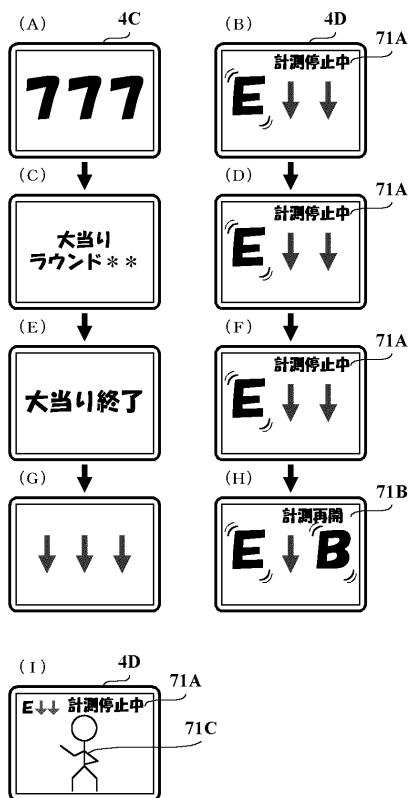 (A) 4C
777
(B) 4D 71A
計測停止中
E ↓ ↓
(C)
大当り
ラウンド＊＊
(D) 71A
計測停止中
E ↓ ↓
(E)
大当り終了
(F) 71A
計測停止中
E ↓ ↓
(G)
↓ ↓ ↓
(H) 71B
計測再開
E ↓ B
(I) 4D 71A
E↓↓ 計測停止中
71C